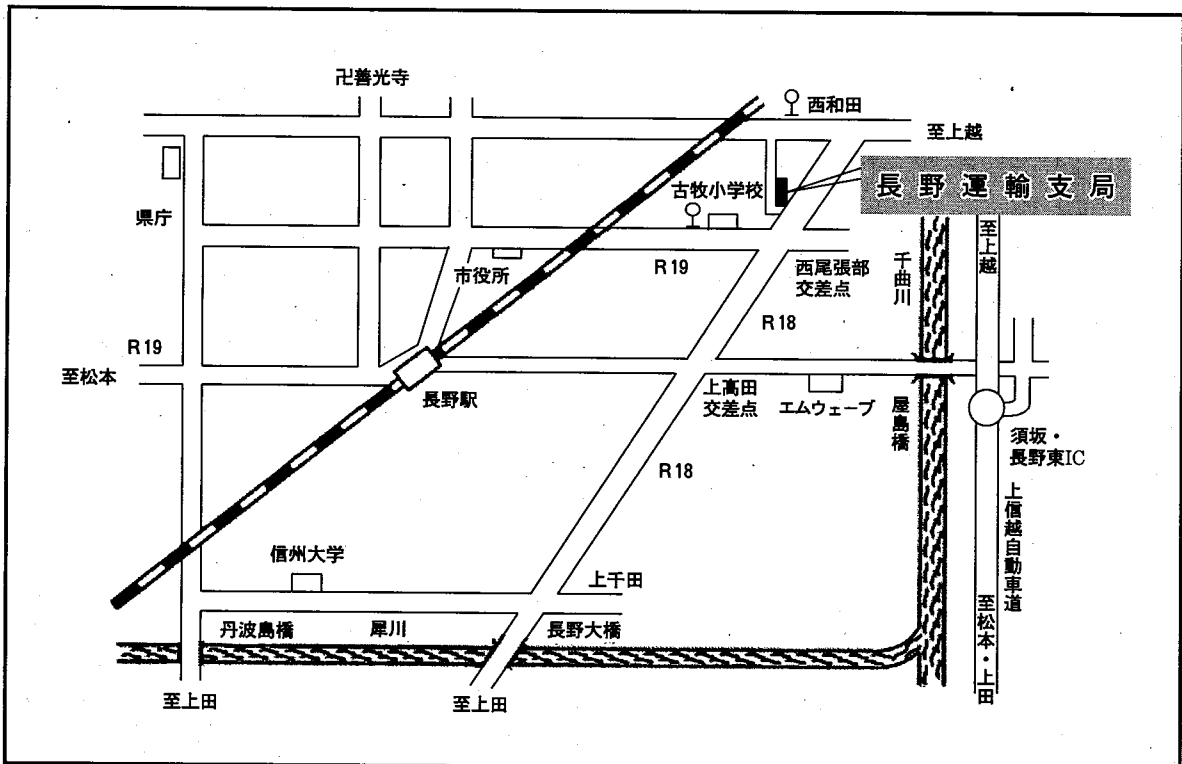 卍善光寺
西和田
至上越
長野運輸支局
古牧小学校
県庁
市役所
R19
西尾張部
交差点
千曲川
至上越
R18
R19
至松本
長野駅
上高田
交差点
エムウェーブ
屋島橋
須坂・
長野東IC
R18
上信越自動車道
信州大学
上千田
至松本・上田
丹波島橋
犀川
長野大橋
至上田
至上田